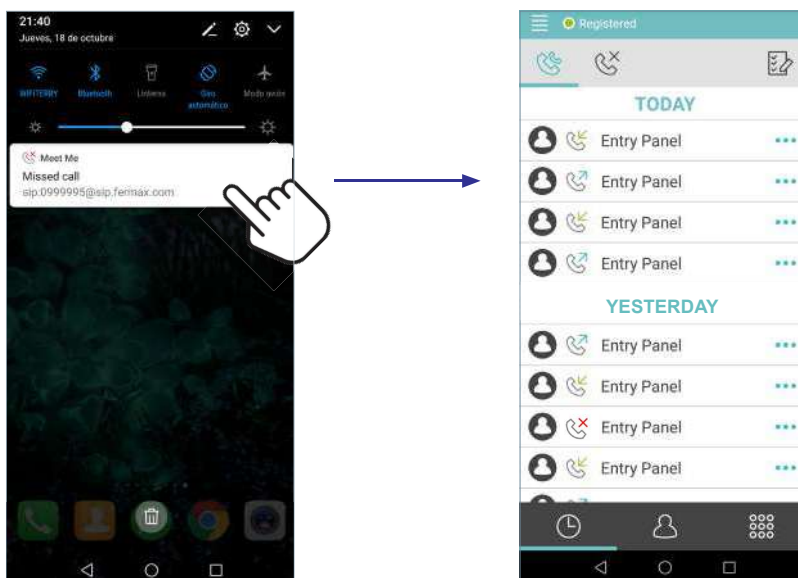 21:40
Jueves, 18 de octubre
WIFITERRY Bluetooth Linterna Geo automático Modo avión
Meet Me
Missed call
sip:0999995@sip.fermax.com
Registered
TODAY
Entry Panel
Entry Panel
Entry Panel
Entry Panel
YESTERDAY
Entry Panel
Entry Panel
Entry Panel
Entry Panel